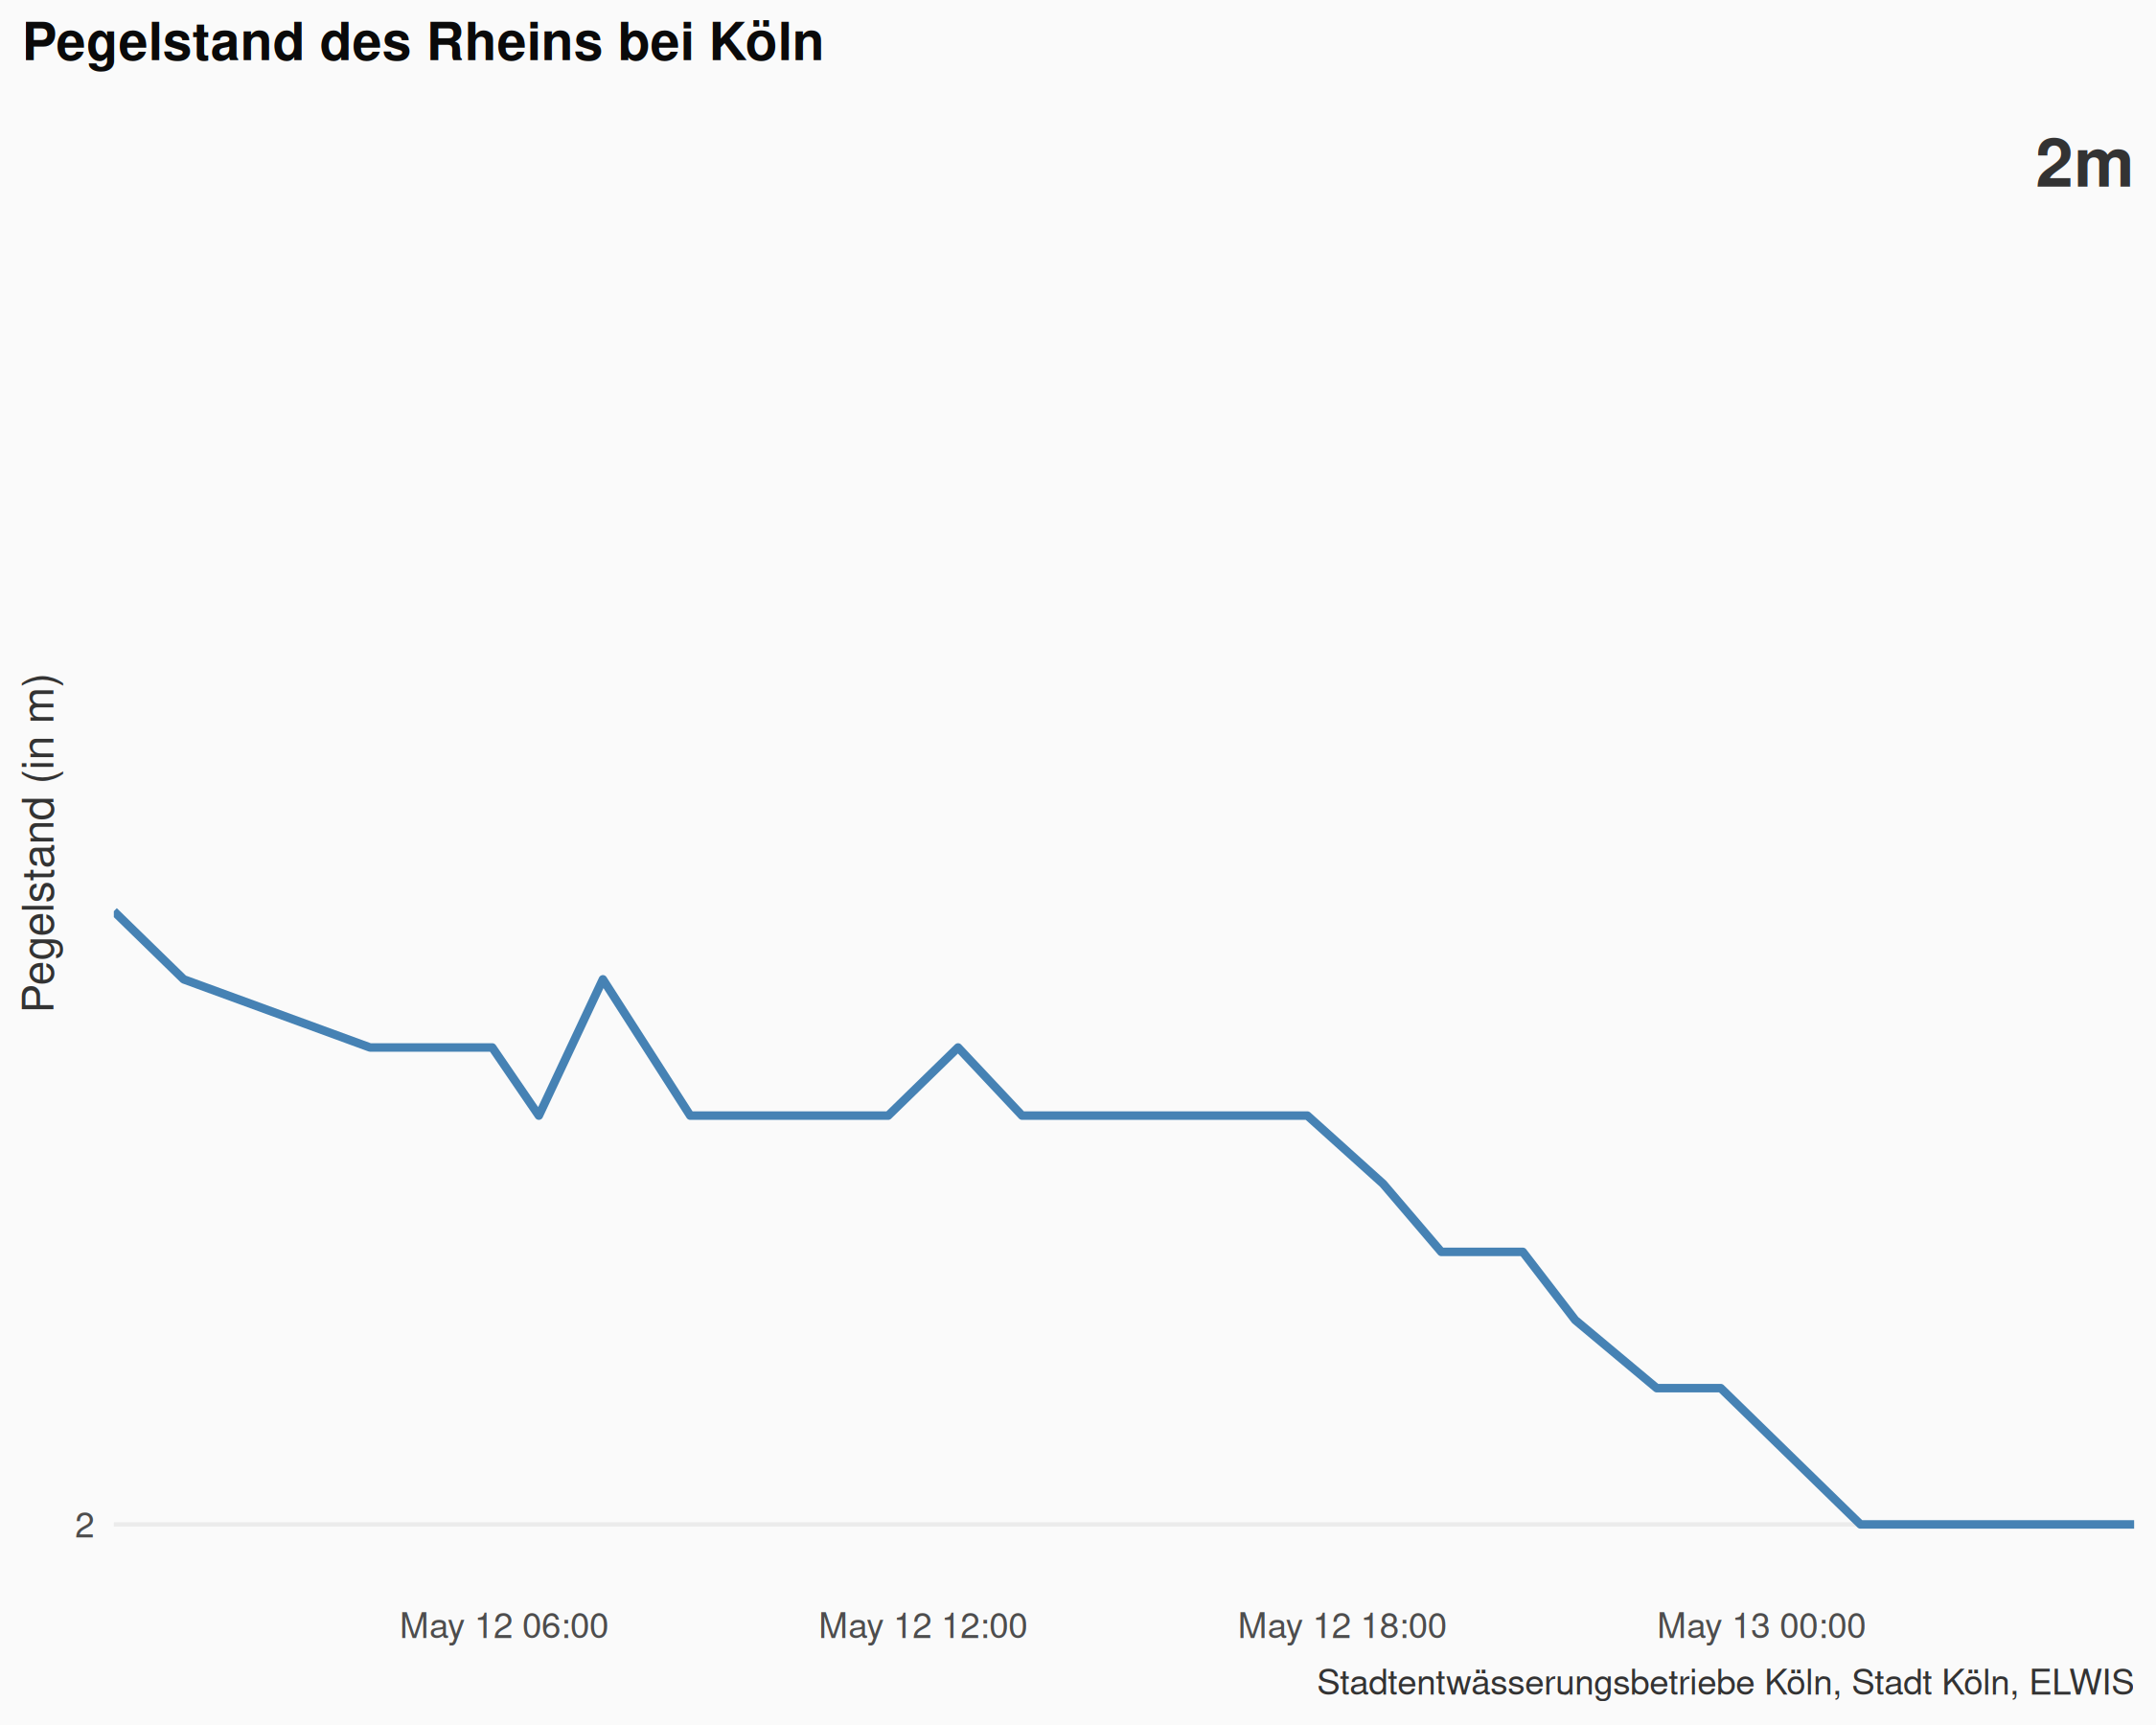 Pegelstand des Rheins bei Köln
2m
Pegelstand (in m)
2
May 12 06:00
May 12 12:00
May 12 18:00
May 13 00:00
Stadtentwässerungsbetriebe Köln, Stadt Köln, ELWIS